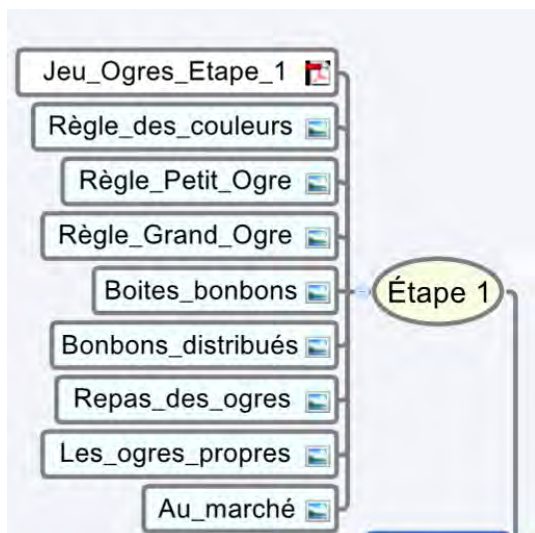 Jeu_Ogres_Etape_1
Règle_des_couleurs
Règle_Petit_Ogre
Règle_Grand_Ogre
Boites_bonbons
Étape 1
Bonbons_distribués
Repas_des_ogres
Les_ogres_propres
Au_marché